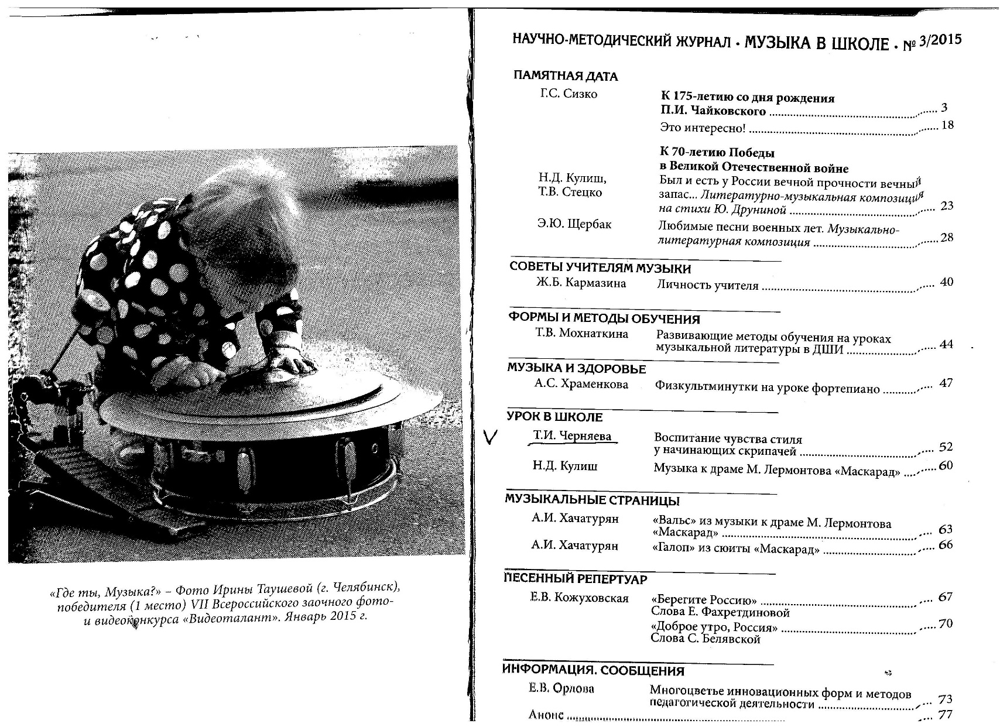 «Где ты, Музыка?» – Фото Ирины Таушевой (г. Челябинск),
победителя (1 место) VII Всероссийского заочного фото-
и видеоконкурса «Видеоталант». Январь 2015 г.
НАУЧНО-МЕТОДИЧЕСКИЙ ЖУРНАЛ · МУЗЫКА В ШКОЛЕ · № 3/2015
ПАМЯТНАЯ ДАТА
Г.С. Сизко К 175-летию со дня рождения
П.И. Чайковского ........ 3
Это интересно! ........ 18
К 70-летию Победы
в Великой Отечественной войне
Н.Д. Кулиш, Был и есть у России вечной прочности вечный
Т.В. Стецко запас... Литературно-музыкальная композиция
на стихи Ю. Друниной ........ 23
Э.Ю. Щербак Любимые песни военных лет. Музыкально-
литературная композиция ........ 28
СОВЕТЫ УЧИТЕЛЯМ МУЗЫКИ
Ж.Б. Кармазина Личность учителя ........ 40
ФОРМЫ И МЕТОДЫ ОБУЧЕНИЯ
Т.В. Мохнаткина Развивающие методы обучения на уроках
музыкальной литературы в ДШИ ........ 44
МУЗЫКА И ЗДОРОВЬЕ
А.С. Храменкова Физкультминутки на уроке фортепиано ........ 47
УРОК В ШКОЛЕ
Т.И. Черняева Воспитание чувства стиля
у начинающих скрипачей ........ 52
Н.Д. Кулиш Музыка к драме М. Лермонтова «Маскарад» ........ 60
МУЗЫКАЛЬНЫЕ СТРАНИЦЫ
А.И. Хачатурян «Вальс» из музыки к драме М. Лермонтова
«Маскарад» ........ 63
А.И. Хачатурян «Галоп» из сюиты «Маскарад» ........ 66
ПЕСЕННЫЙ РЕПЕРТУАР
Е.В. Кожуховская «Берегите Россию» ........ 67
Слова Е. Фахретдиновой
«Доброе утро, Россия» ........ 70
Слова С. Белявской
ИНФОРМАЦИЯ. СООБЩЕНИЯ
Е.В. Орлова Многоцветье инновационных форм и методов
педагогической деятельности ........ 73
Анонс ........ 77